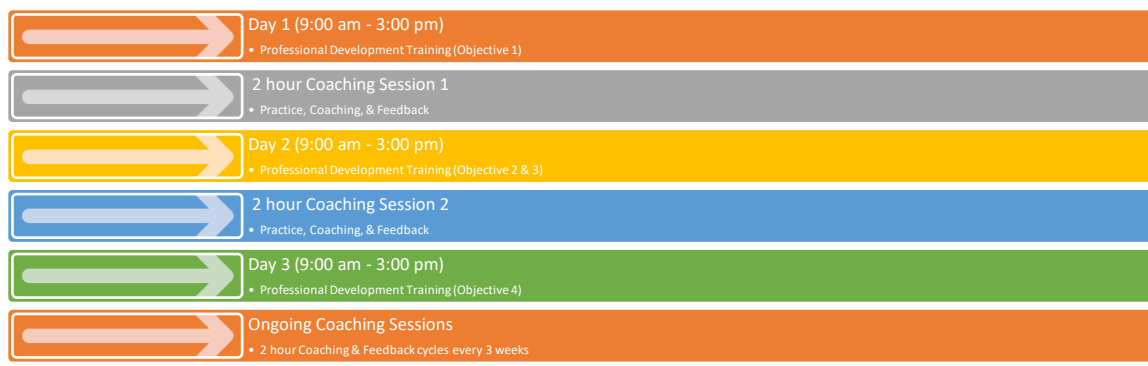 Day 1 (9:00 am - 3:00 pm)
• Professional Development Training (Objective 1)
2 hour Coaching Session 1
• Practice, Coaching, & Feedback
Day 2 (9:00 am - 3:00 pm)
• Professional Development Training (Objective 2 & 3)
2 hour Coaching Session 2
• Practice, Coaching, & Feedback
Day 3 (9:00 am - 3:00 pm)
• Professional Development Training (Objective 4)
Ongoing Coaching Sessions
• 2 hour Coaching & Feedback cycles every 3 weeks